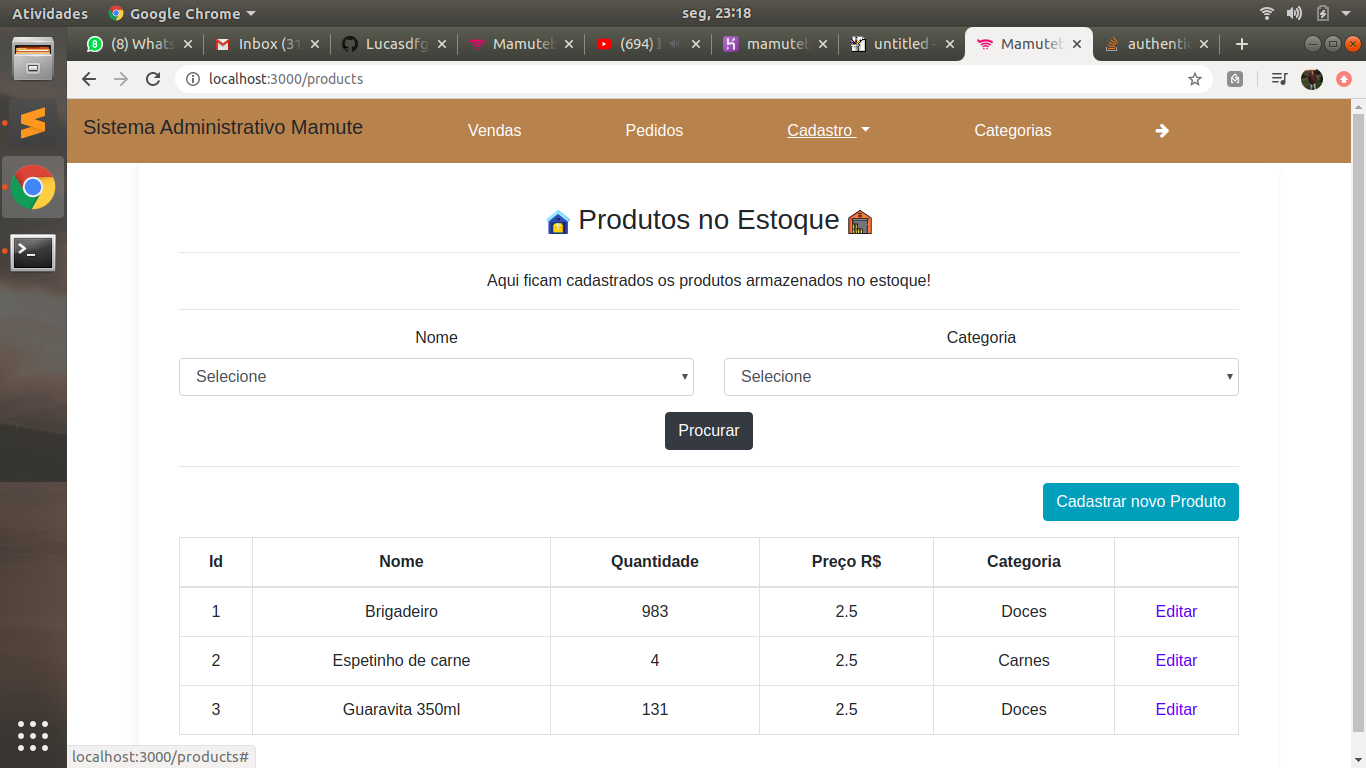 Atividades Google Chrome seg, 23:18
(8) Whats Inbox (31 Lucasdfg Mamuteb (694) mamuteb untitled - Mamuteb authenti
localhost:3000/products
Sistema Administrativo Mamute Vendas Pedidos Cadastro Categorias
Produtos no Estoque
Aqui ficam cadastrados os produtos armazenados no estoque!
Nome Categoria
Selecione Selecione
Procurar
Cadastrar novo Produto
Id Nome Quantidade Preço R$ Categoria
1 Brigadeiro 983 2.5 Doces Editar
2 Espetinho de carne 4 2.5 Carnes Editar
3 Guaravita 350ml 131 2.5 Doces Editar
localhost:3000/products#